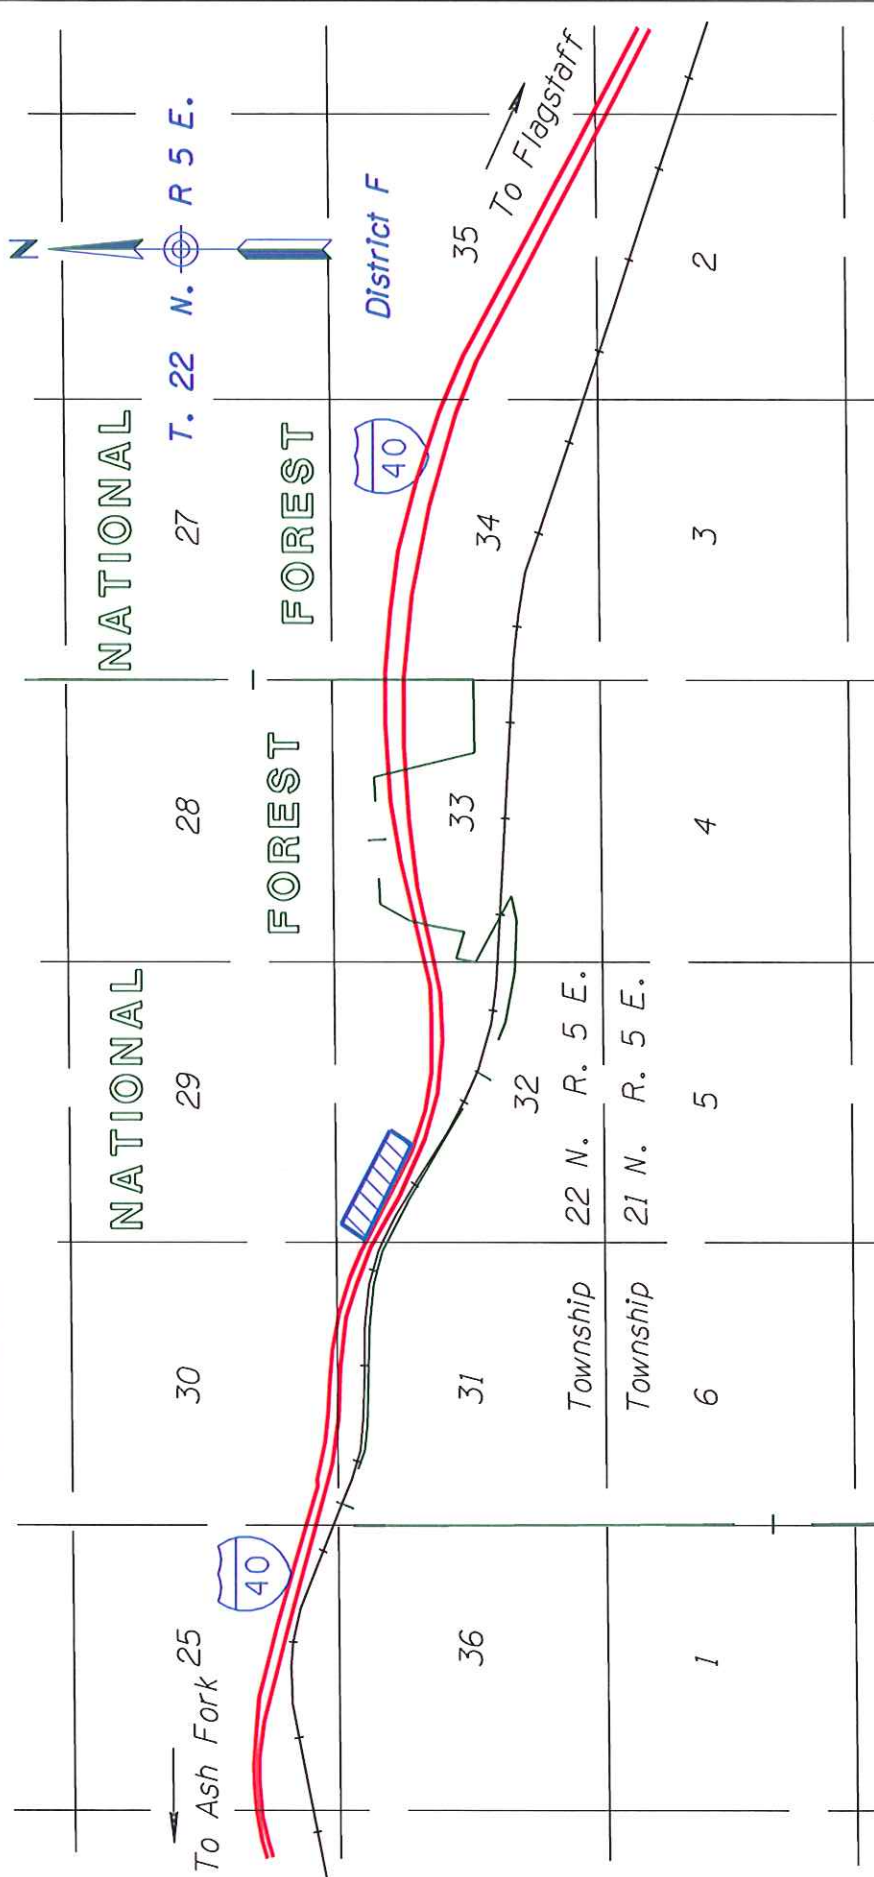 N
T. 22 N. R 5 E.
District F
NATIONAL
FOREST
NATIONAL
FOREST
25
30
29
28
27
40
40
To Ash Fork
To Flagstaff
36
31
32
33
34
35
Township 22 N. R. 5 E.
Township 21 N. R. 5 E.
1
6
5
4
3
2